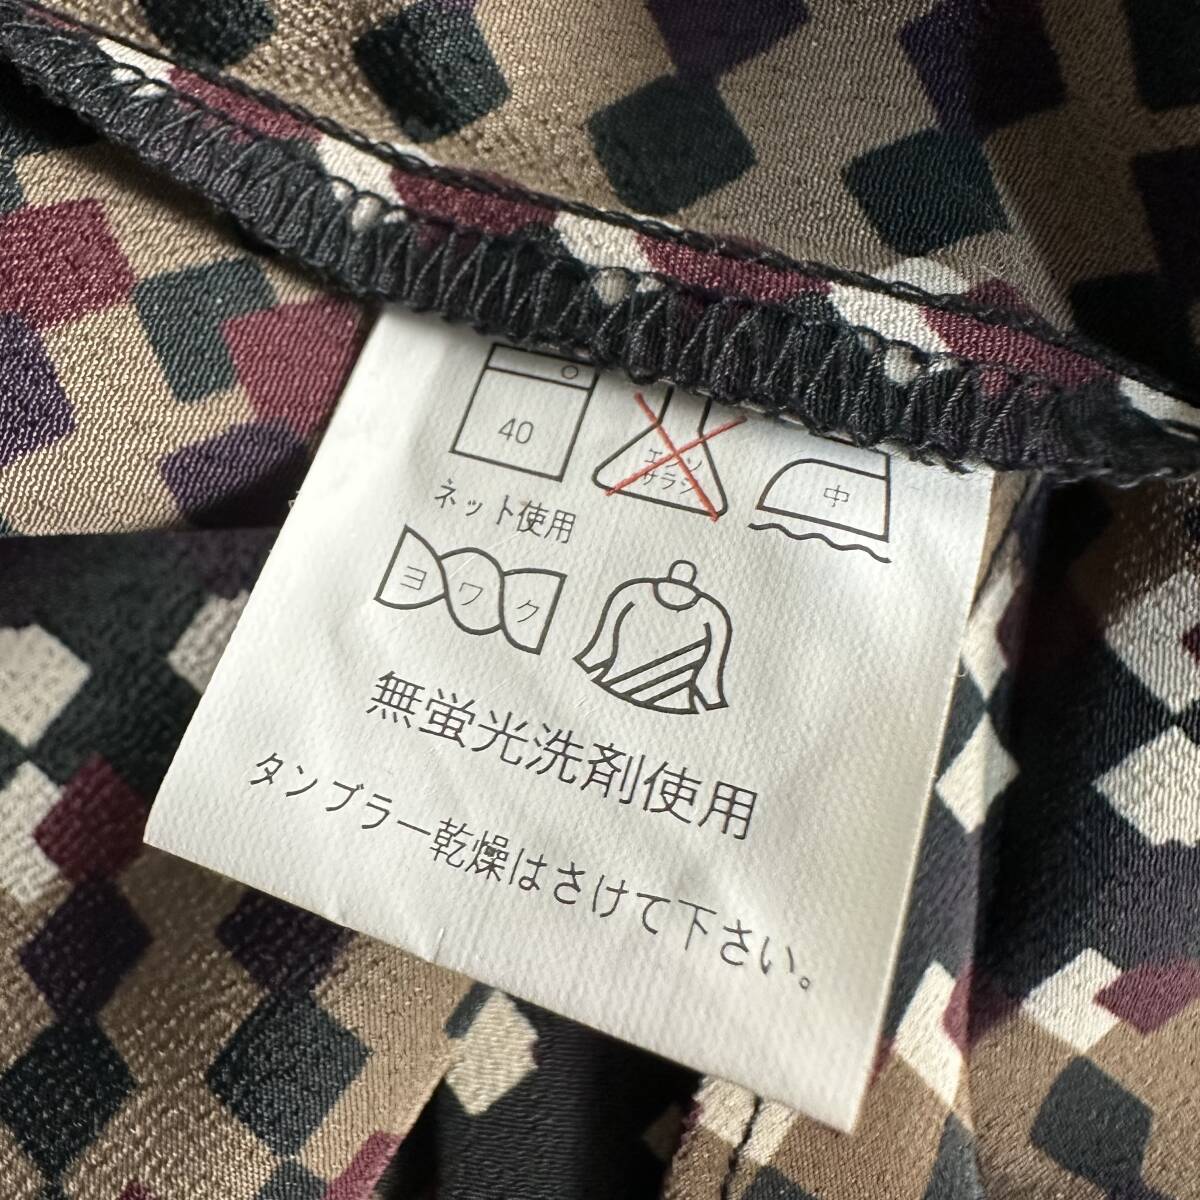 40
エンソ
サラシ
中
ネット使用
ヨワク
無蛍光洗剤使用
タンブラー乾燥はさけて下さい。